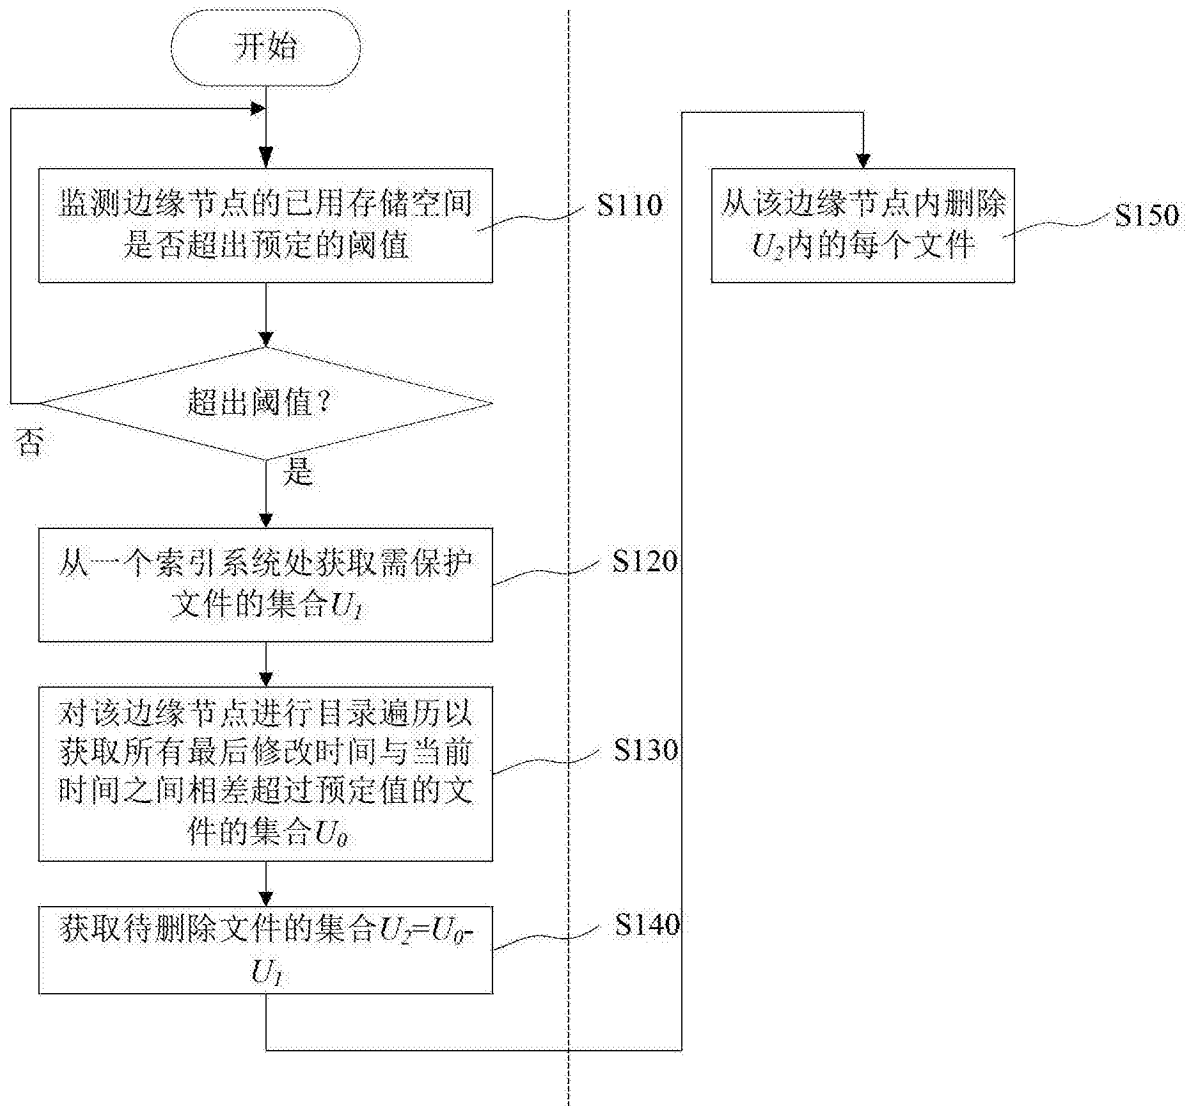 开始
监测边缘节点的已用存储空间
是否超出预定的阈值
S110
超出阈值？
否
是
从一个索引系统处获取需保护
文件的集合U1
S120
对该边缘节点进行目录遍历以
获取所有最后修改时间与当前
时间之间相差超过预定值的文
件的集合U0
S130
获取待删除文件的集合U2=U0-
U1
S140
从该边缘节点内删除
U2内的每个文件
S150